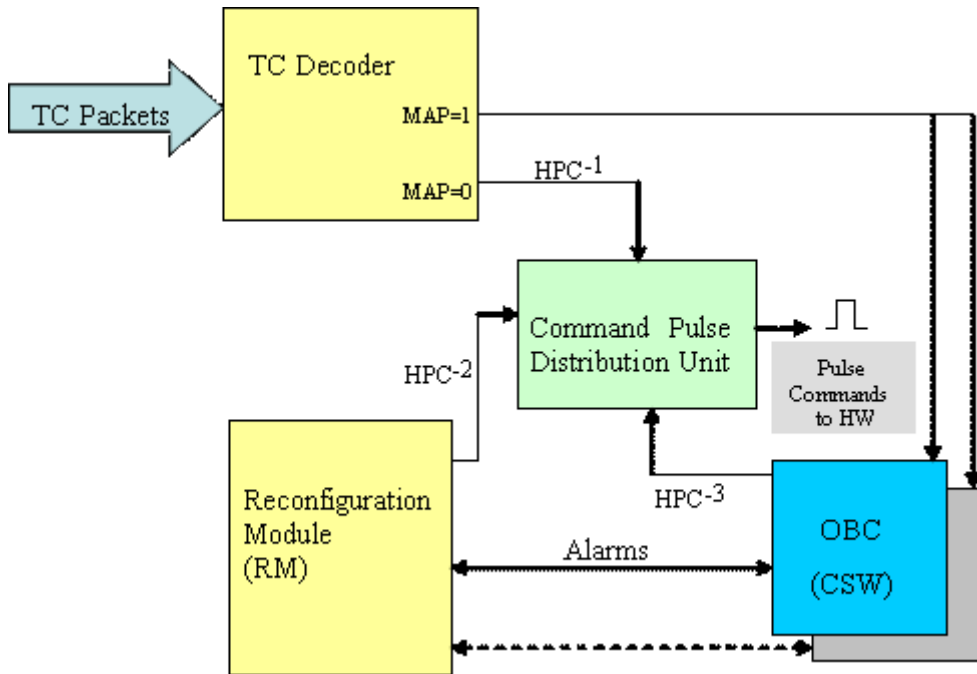 TC Decoder
TC Packets
MAP=1
MAP=0
HPC-1
Command Pulse
Distribution Unit
HPC-2
Pulse
Commands
to HW
Reconfiguration
Module
(RM)
HPC-3
Alarms
OBC
(CSW)